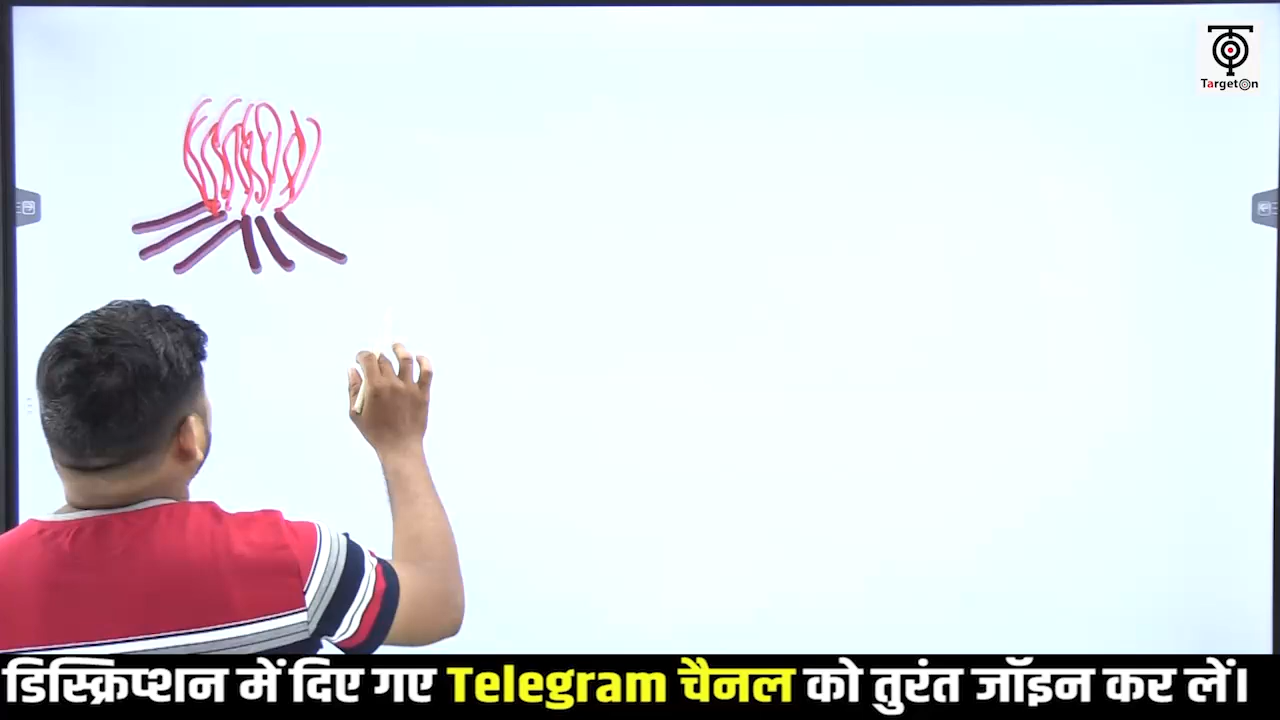 TargetOn
डिस्क्रिप्शन में दिए गए Telegram चैनल को तुरंत जॉइन कर लें।